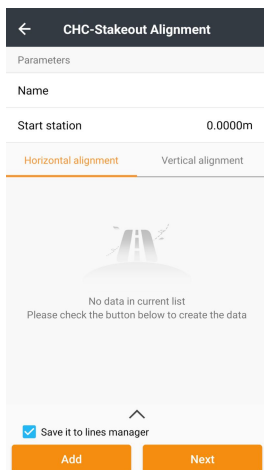 CHC-Stakeout Alignment
Parameters
Name
Start station 0.0000m
Horizontal alignment Vertical alignment
No data in current list
Please check the button below to create the data
Save it to lines manager
Add Next